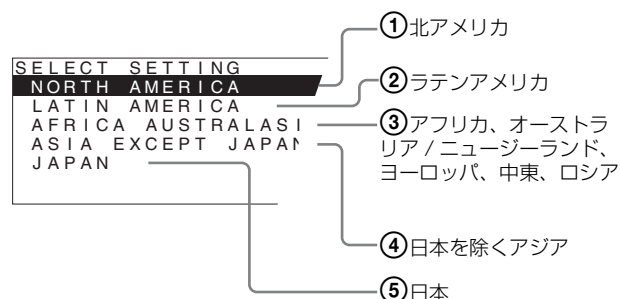 SELECT SETTING
NORTH AMERICA
LATIN AMERICA
AFRICA AUSTRALASI
ASIA EXCEPT JAPAN
JAPAN
①北アメリカ
②ラテンアメリカ
③アフリカ、オーストラ
リア / ニュージーランド、
ヨーロッパ、中東、ロシア
④日本を除くアジア
⑤日本